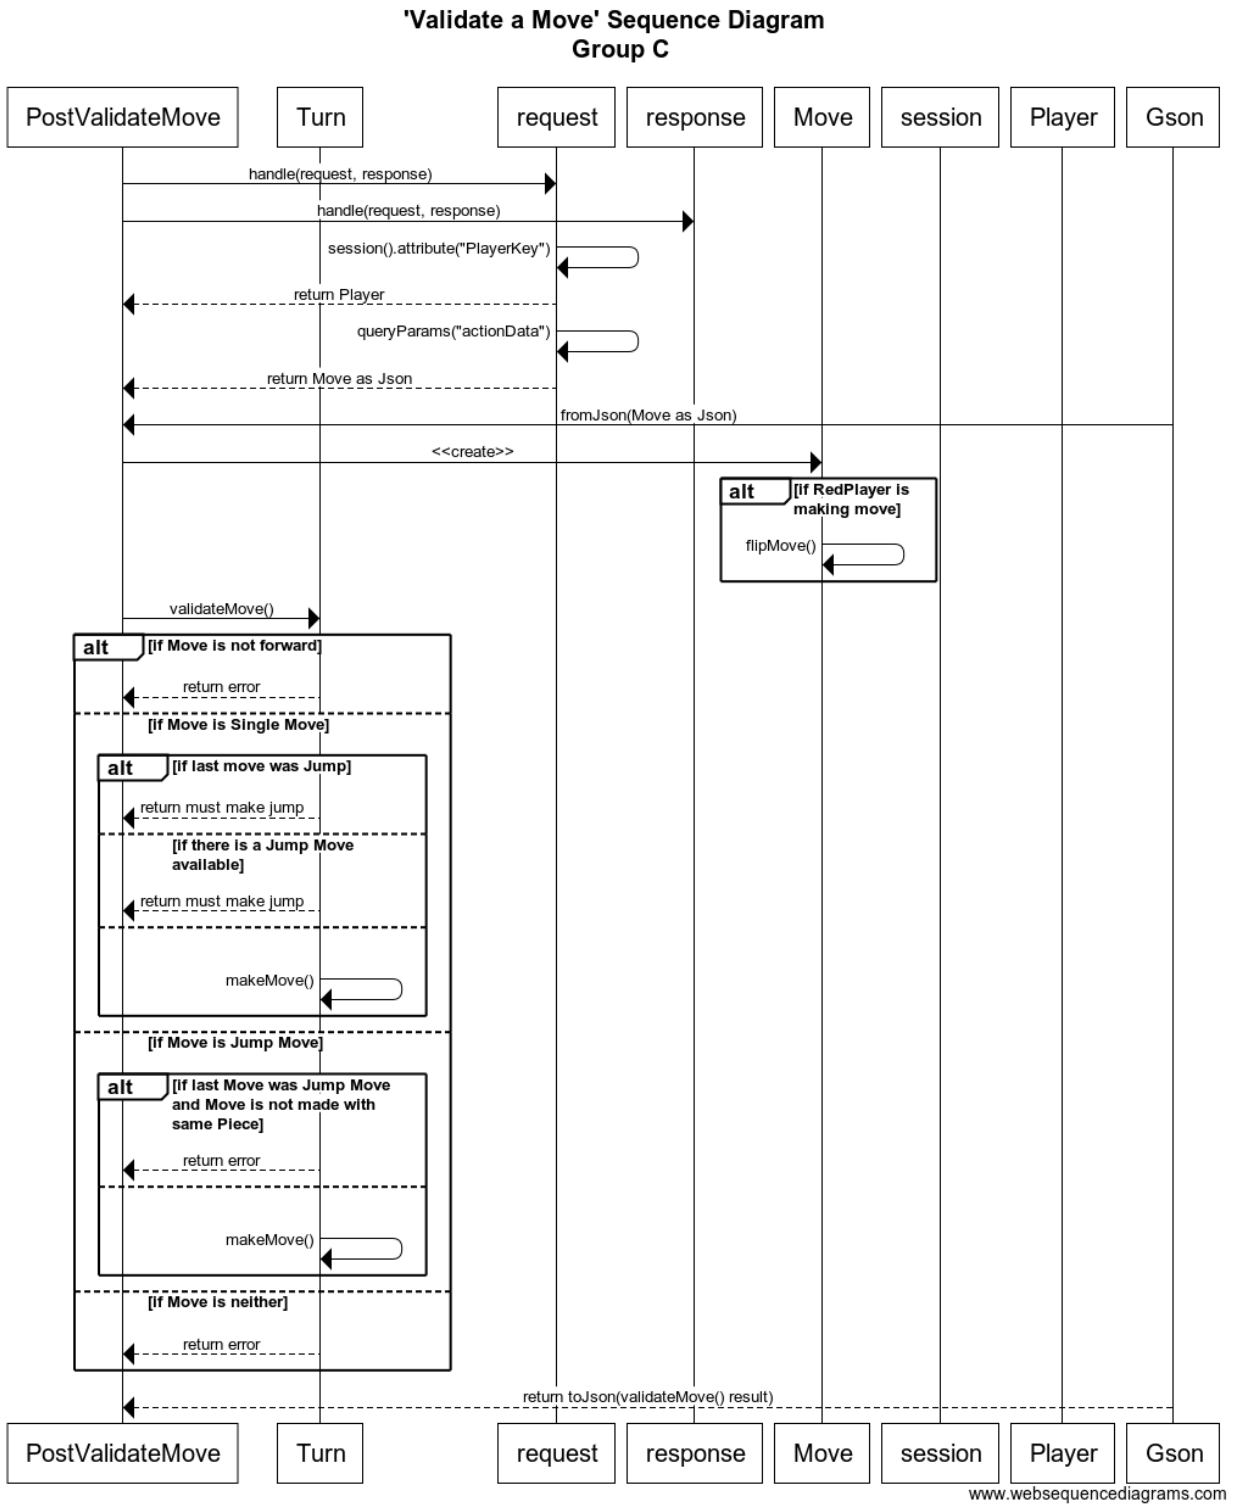 'Validate a Move' Sequence Diagram
Group C
PostValidateMove
Turn
request
response
Move
session
Player
Gson
handle(request, response)
handle(request, response)
session().attribute("PlayerKey")
return Player
queryParams("actionData")
return Move as Json
fromJson(Move as Json)
<<create>>
alt
[if RedPlayer is
making move]
flipMove()
validateMove()
alt
[if Move is not forward]
return error
[if Move is Single Move]
alt
[if last move was Jump]
return must make jump
[if there is a Jump Move
available]
return must make jump
makeMove()
[if Move is Jump Move]
alt
[if last Move was Jump Move
and Move is not made with
same Piece]
return error
makeMove()
[if Move is neither]
return error
return toJson(validateMove() result)
PostValidateMove
Turn
request
response
Move
session
Player
Gson
www.websequencediagrams.com